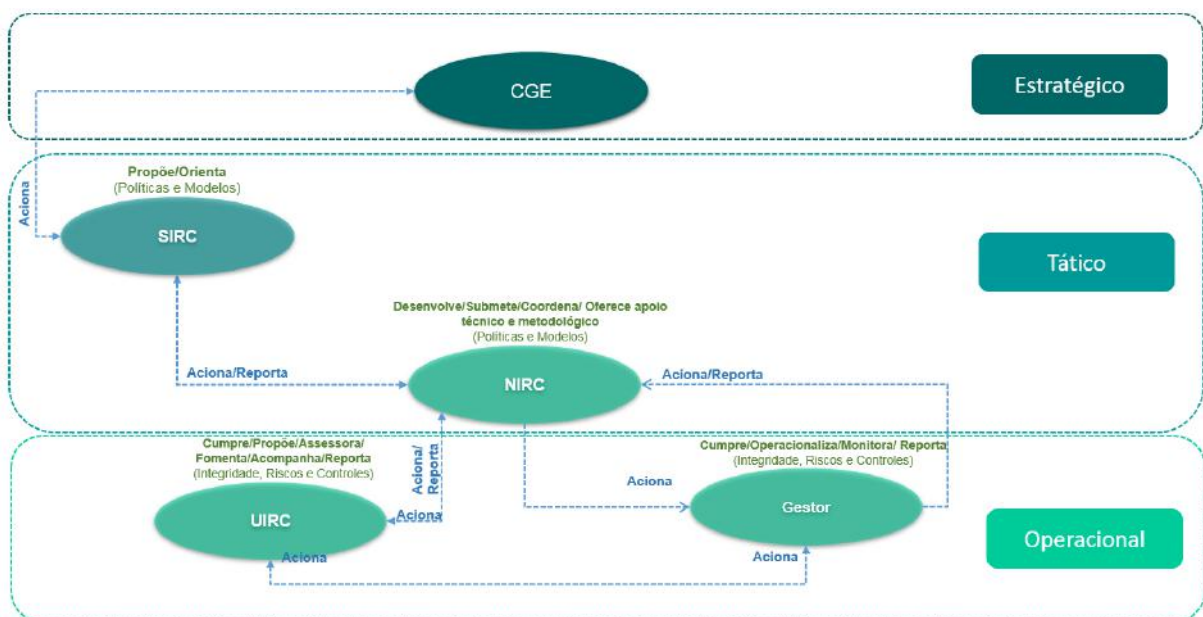 CGE
Estratégico
Aciona
Propõe/Orienta
(Políticas e Modelos)
SIRC
Tático
Desenvolve/Submete/Coordena/ Oferece apoio
técnico e metodológico
(Políticas e Modelos)
Aciona/Reporta
NIRC
Aciona/Reporta
Cumpre/Propõe/Assessora/
Fomenta/Acompanha/Reporta
(Integridade, Riscos e Controles)
Aciona/
Reporta
Cumpre/Operacionaliza/Monitora/ Reporta
(Integridade, Riscos e Controles)
Aciona
UIRC
Aciona
Gestor
Operacional
Aciona
Aciona